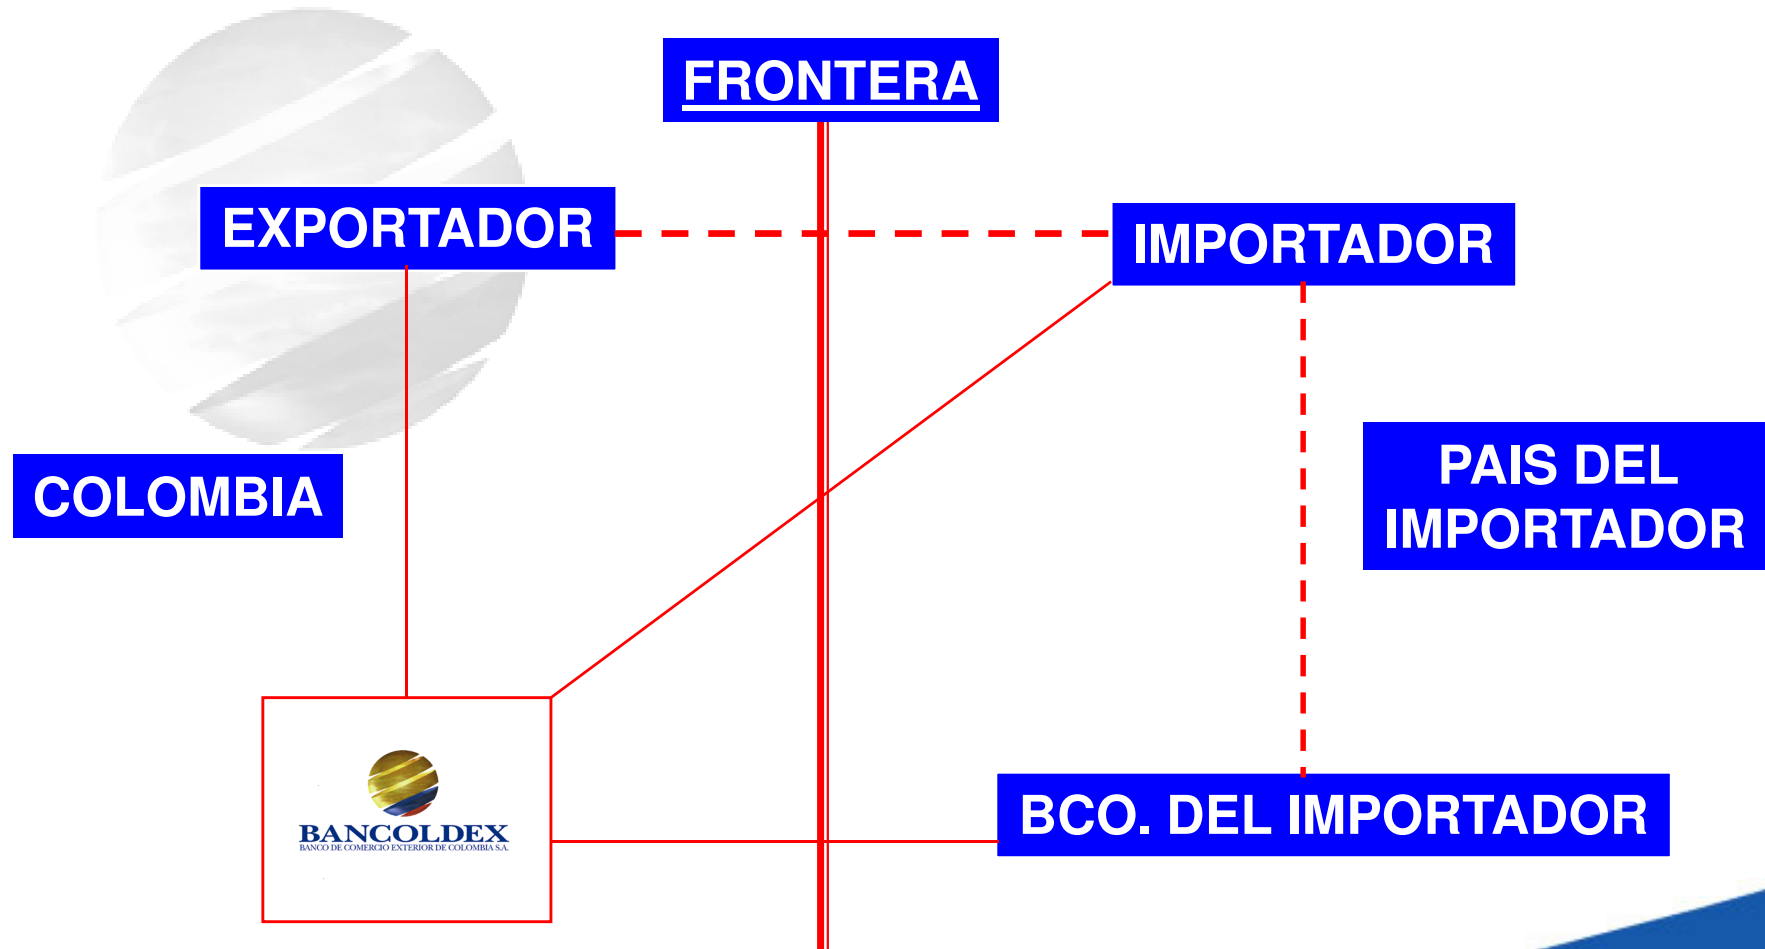 FRONTERA
EXPORTADOR
IMPORTADOR
COLOMBIA
PAIS DEL
IMPORTADOR
BANCOLDEX
BANCO DE COMERCIO EXTERIOR DE COLOMBIA S.A.
BCO. DEL IMPORTADOR